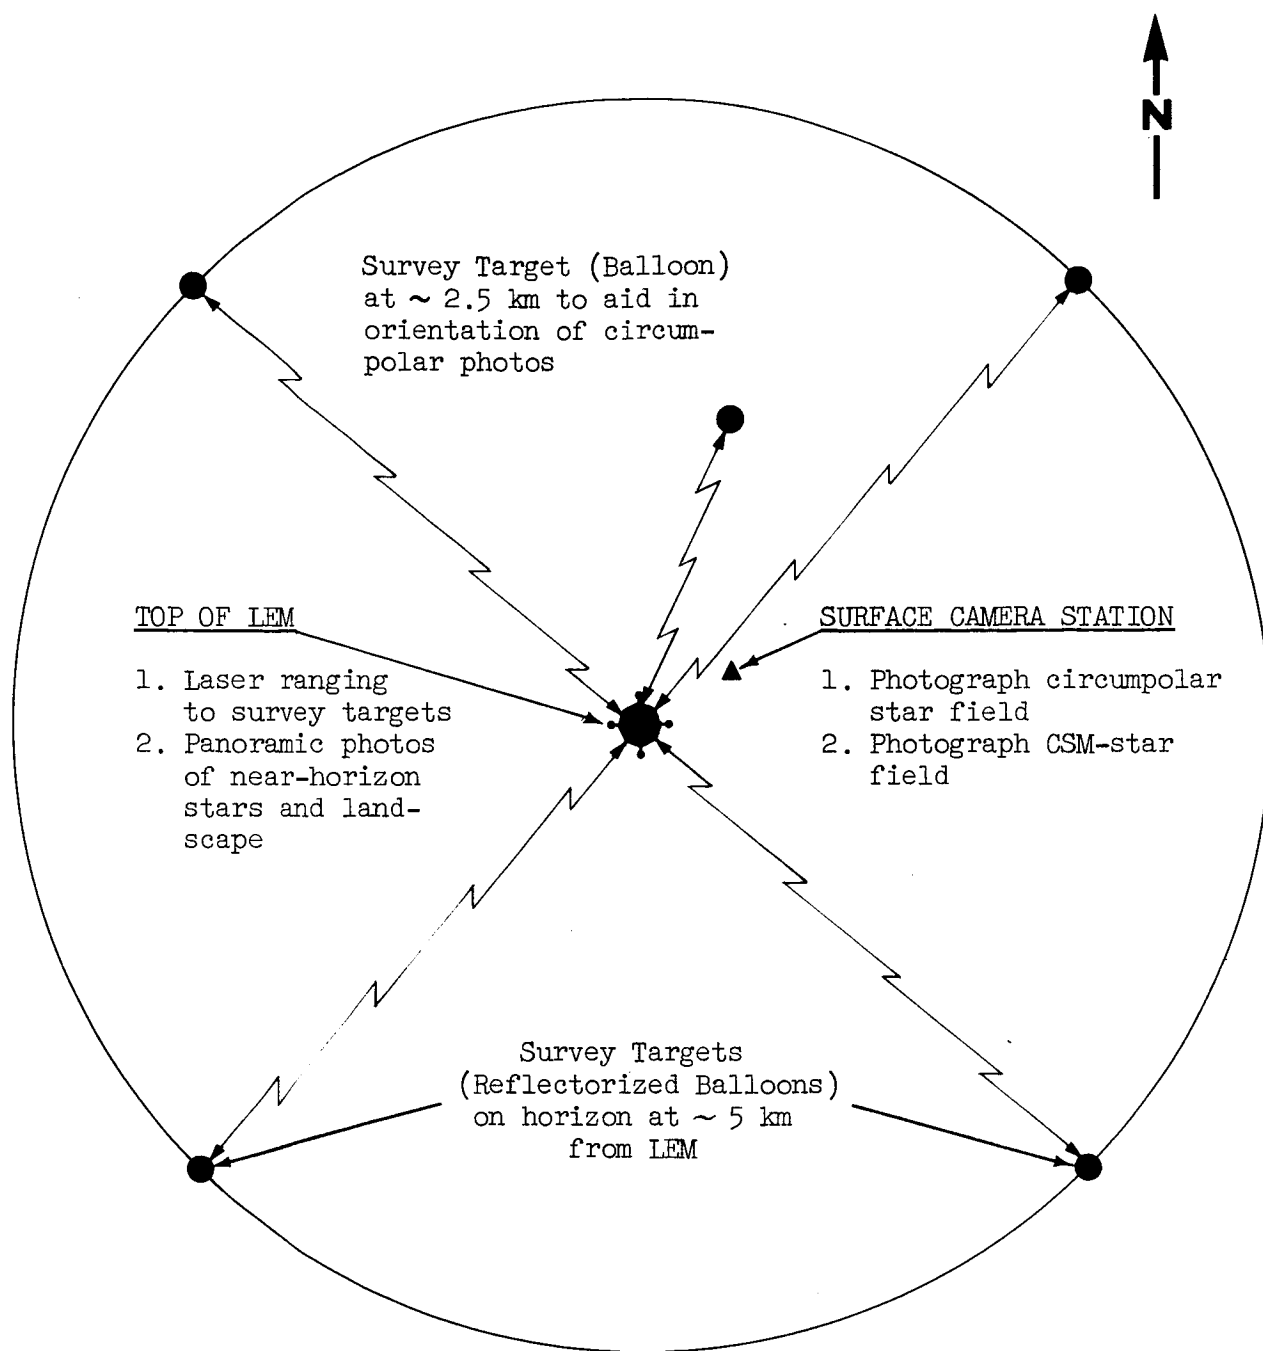 N
Survey Target (Balloon)
at ~ 2.5 km to aid in
orientation of circum-
polar photos
TOP OF LEM
1. Laser ranging
to survey targets
2. Panoramic photos
of near-horizon
stars and land-
scape
SURFACE CAMERA STATION
1. Photograph circumpolar
star field
2. Photograph CSM-star
field
Survey Targets
(Reflectorized Balloons)
on horizon at ~ 5 km
from LEM